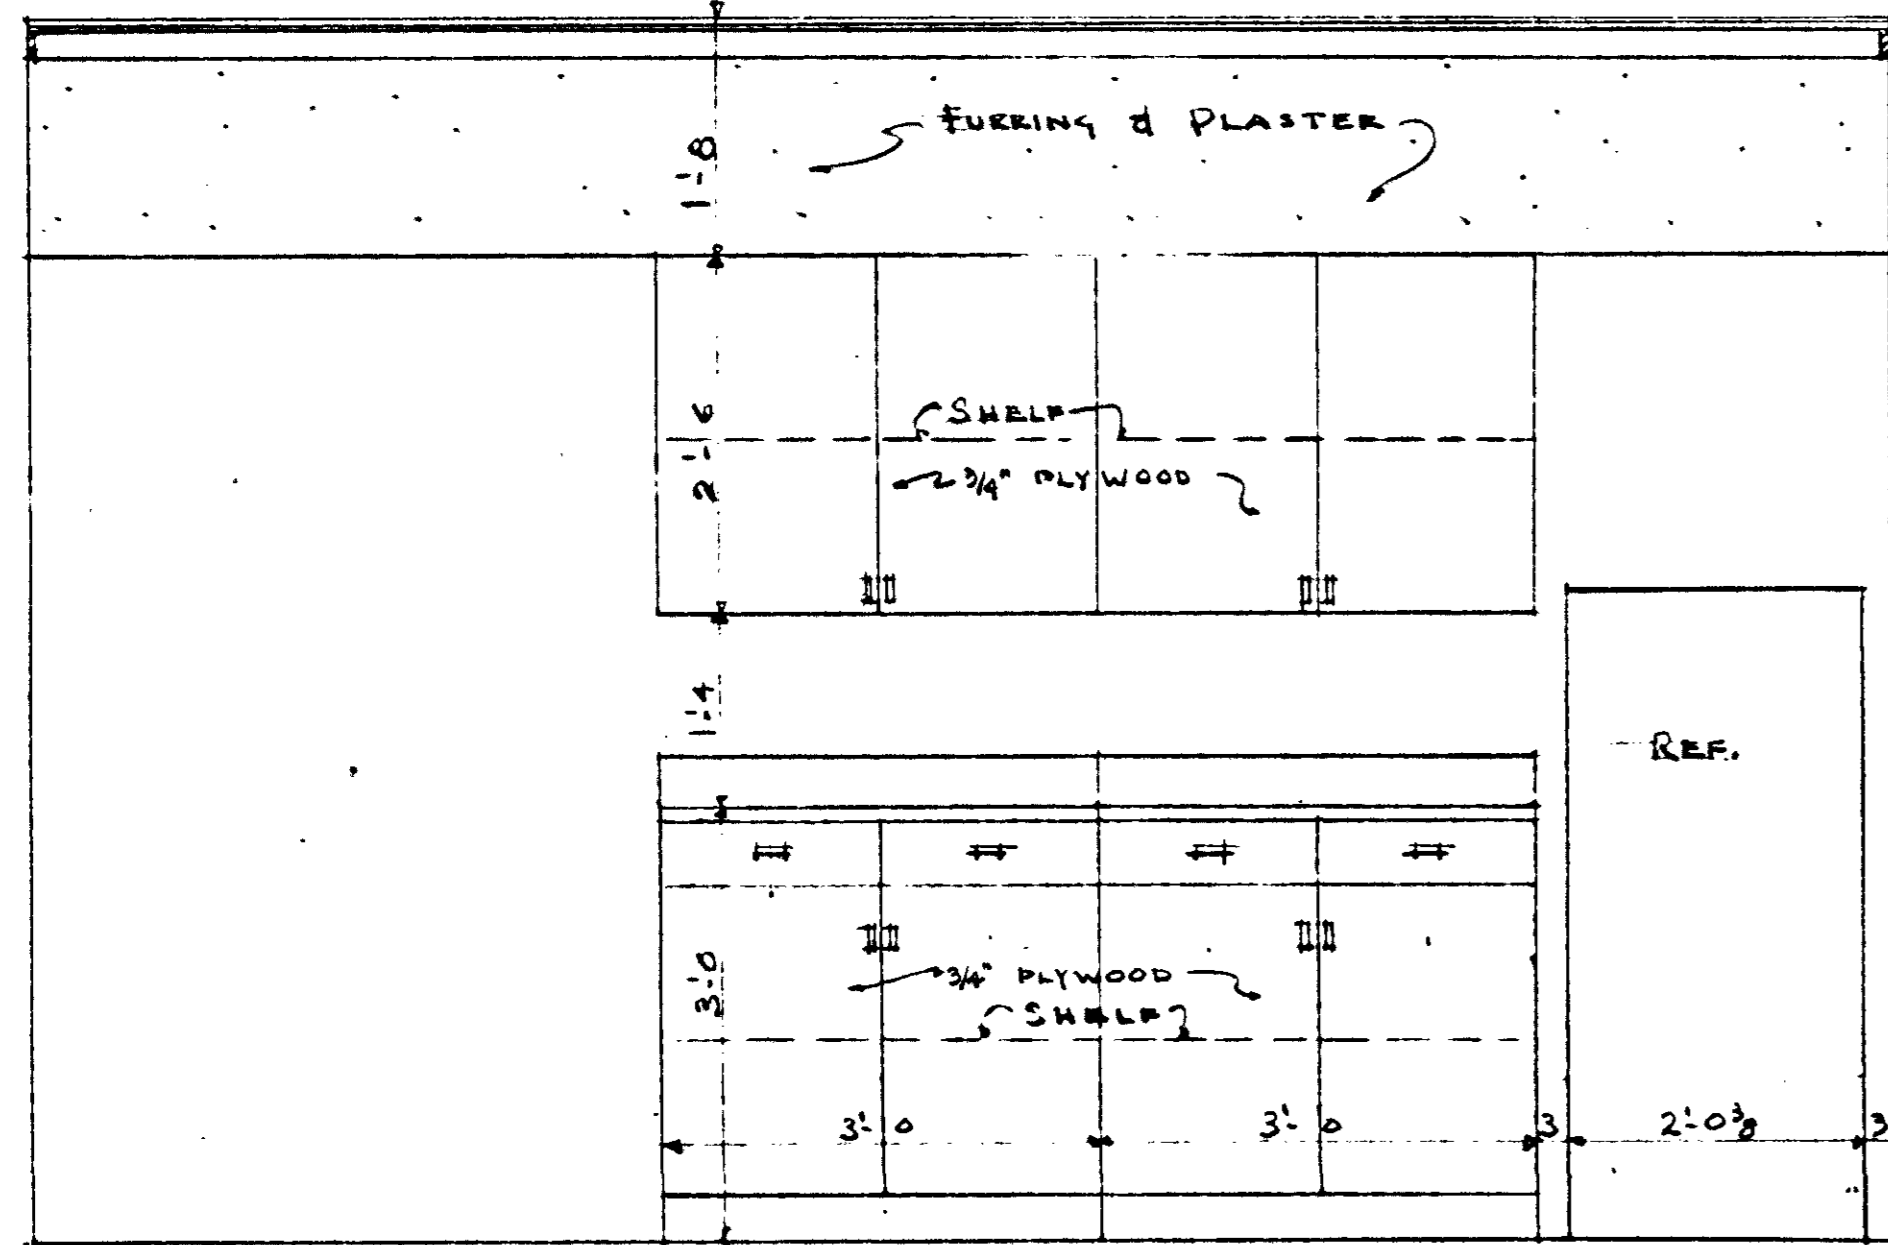 FURRING & PLASTER
1'-8
SHELF
2'-6
3/4" PLYWOOD
1'-4
REF.
3/4" PLYWOOD
3'-0
SHELF
3'-0 3'-0 3 2'-0 3/8 3